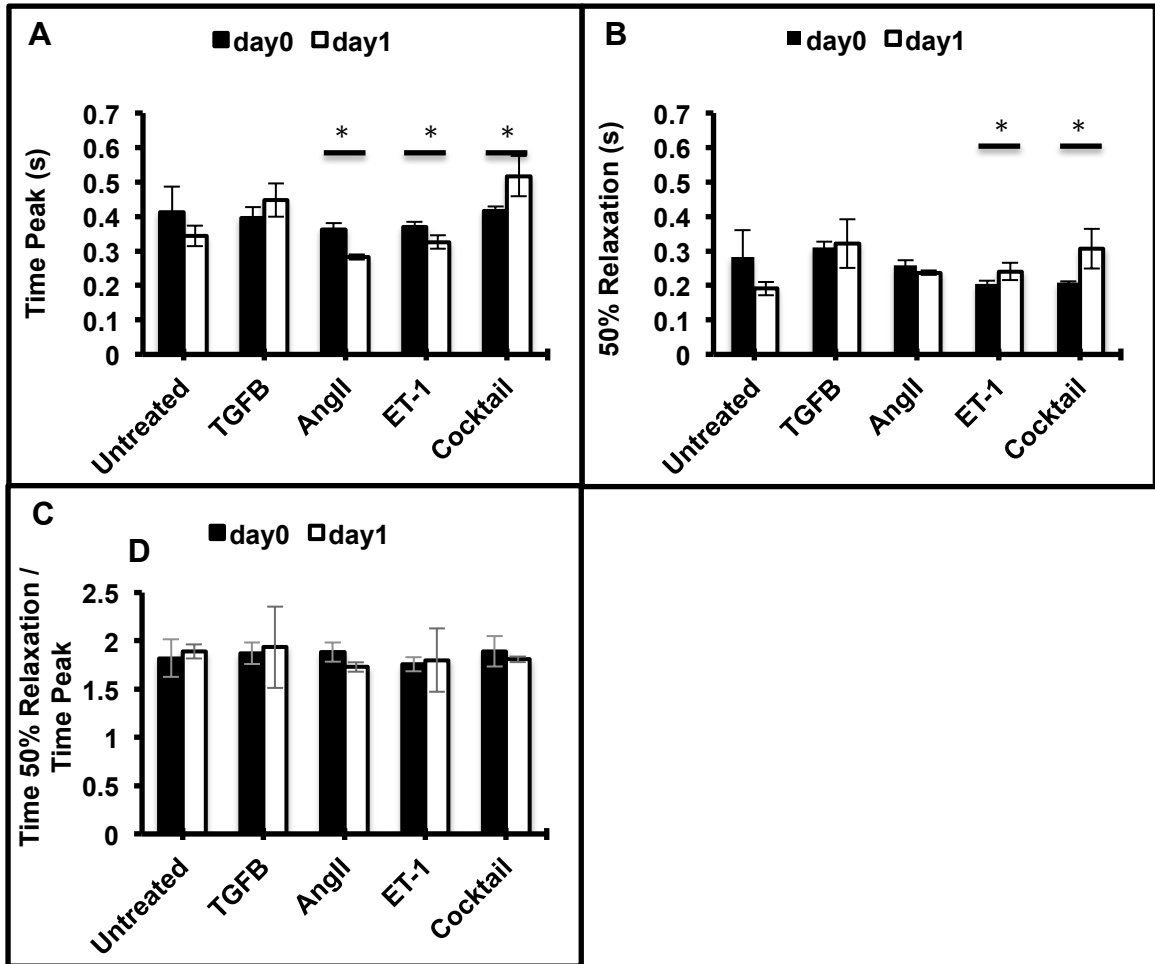 A
day0 day1
Time Peak (s)
0.7
0.6
0.5
0.4
0.3
0.2
0.1
0
* * *
Untreated TGFB AngII ET-1 Cocktail
B
day0 day1
50% Relaxation (s)
0.7
0.6
0.5
0.4
0.3
0.2
0.1
0
* *
Untreated TGFB AngII ET-1 Cocktail
C
day0 day1
D
Time 50% Relaxation /
Time Peak
2.5
2
1.5
1
0.5
0
Untreated TGFB AngII ET-1 Cocktail